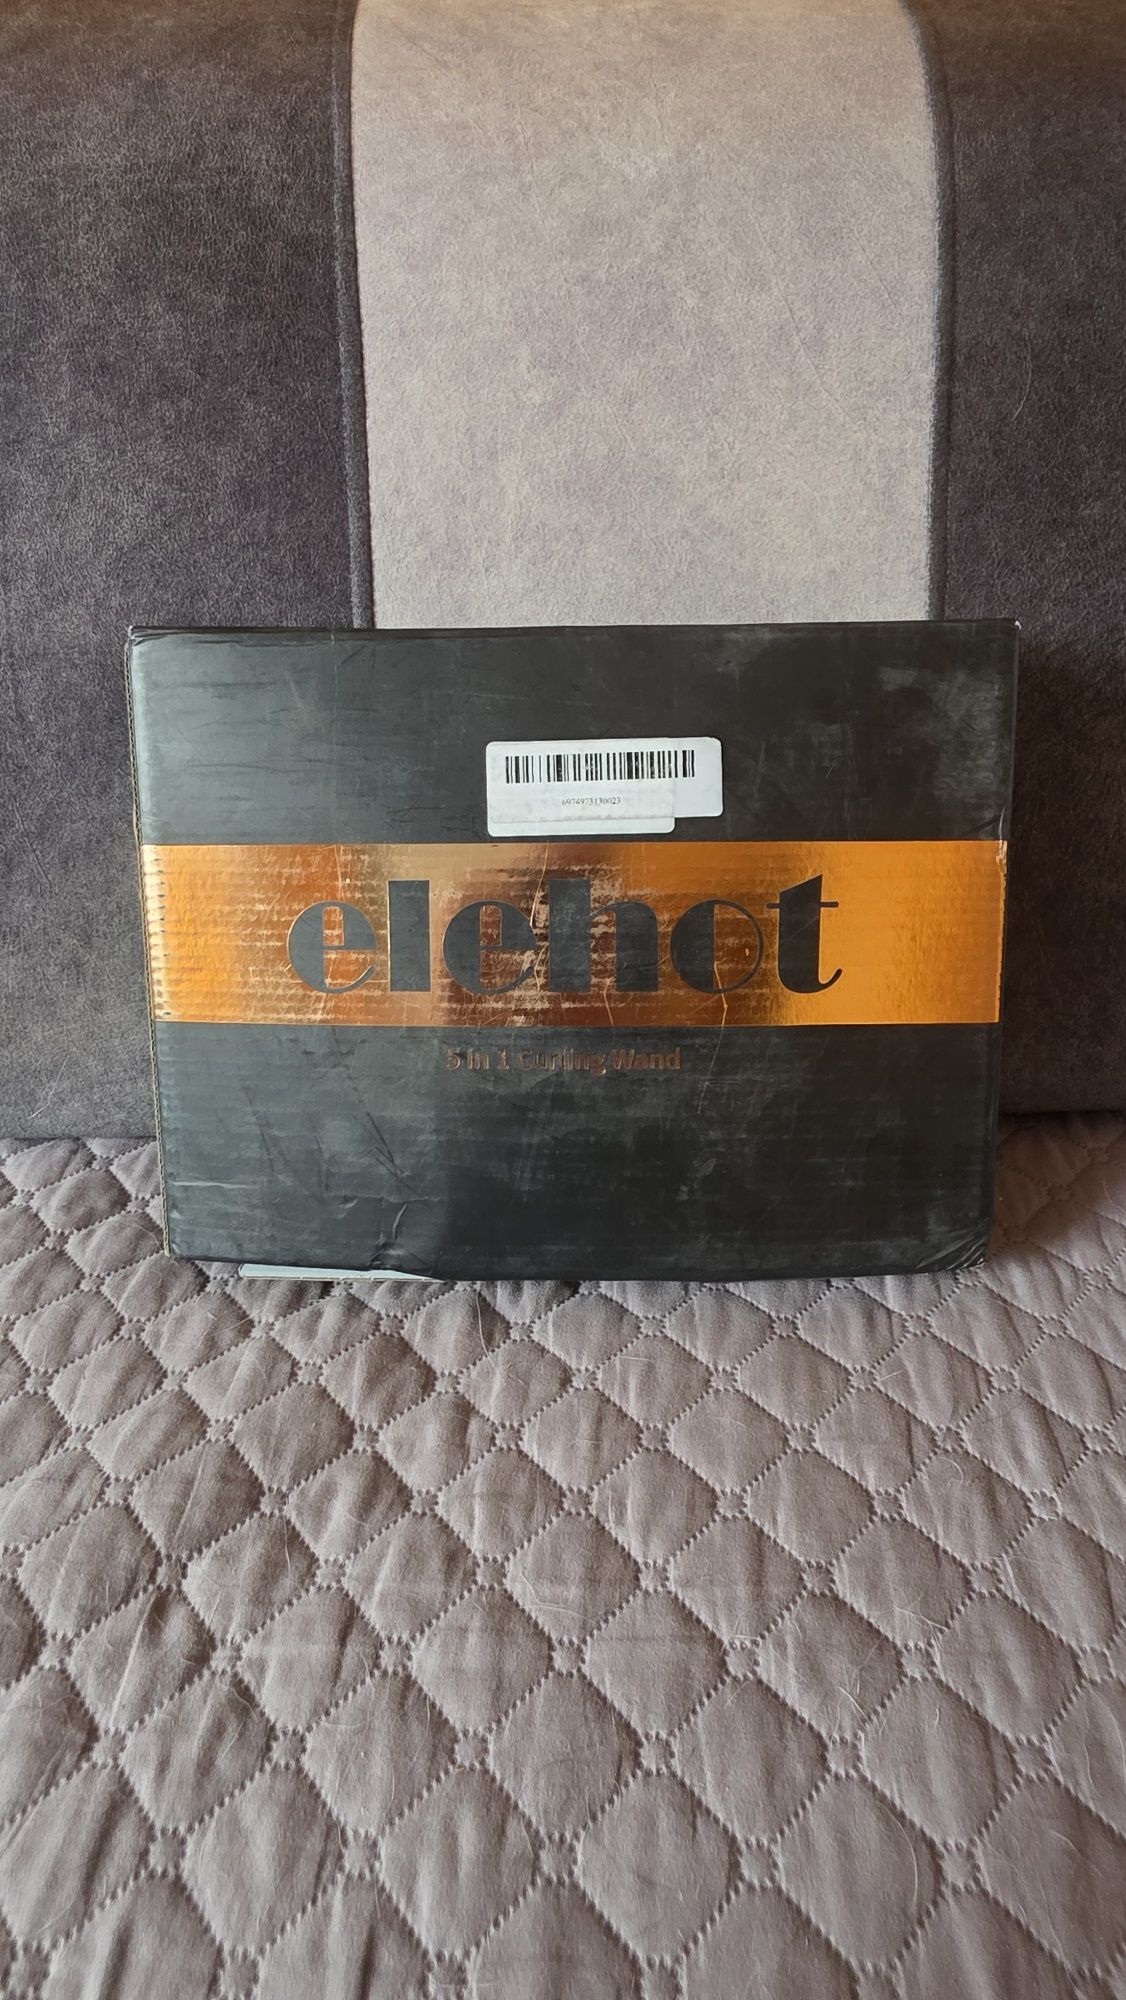 6974973130023
elehot
5 in 1 Curling Wand